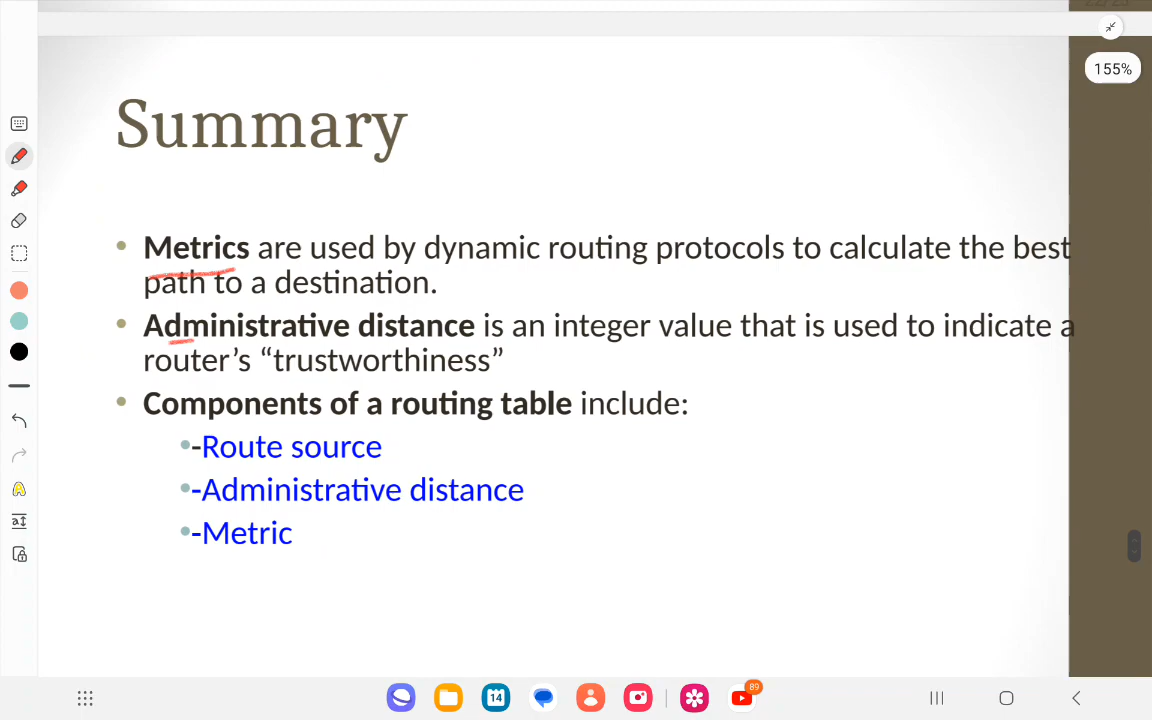 155%
Summary
• Metrics are used by dynamic routing protocols to calculate the best
path to a destination.
• Administrative distance is an integer value that is used to indicate a
router’s “trustworthiness”
• Components of a routing table include:
•-Route source
•-Administrative distance
•-Metric
14
89